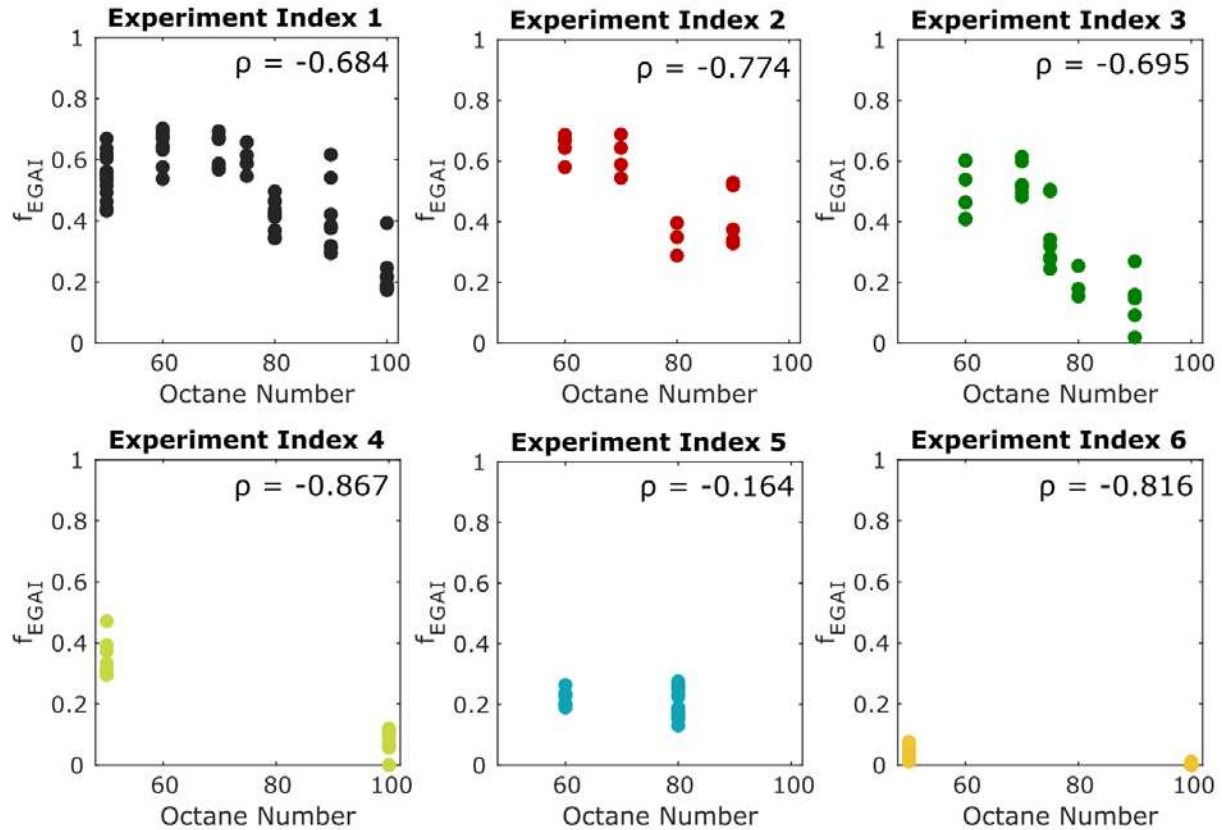 Experiment Index 1
ρ = -0.684
1
0.8
0.6
0.4
0.2
0
f_EGAI
60 80 100
Octane Number
Experiment Index 2
ρ = -0.774
1
0.8
0.6
0.4
0.2
0
f_EGAI
60 80 100
Octane Number
Experiment Index 3
ρ = -0.695
1
0.8
0.6
0.4
0.2
0
f_EGAI
60 80 100
Octane Number
Experiment Index 4
ρ = -0.867
1
0.8
0.6
0.4
0.2
0
f_EGAI
60 80 100
Octane Number
Experiment Index 5
ρ = -0.164
1
0.8
0.6
0.4
0.2
0
f_EGAI
60 80 100
Octane Number
Experiment Index 6
ρ = -0.816
1
0.8
0.6
0.4
0.2
0
f_EGAI
60 80 100
Octane Number